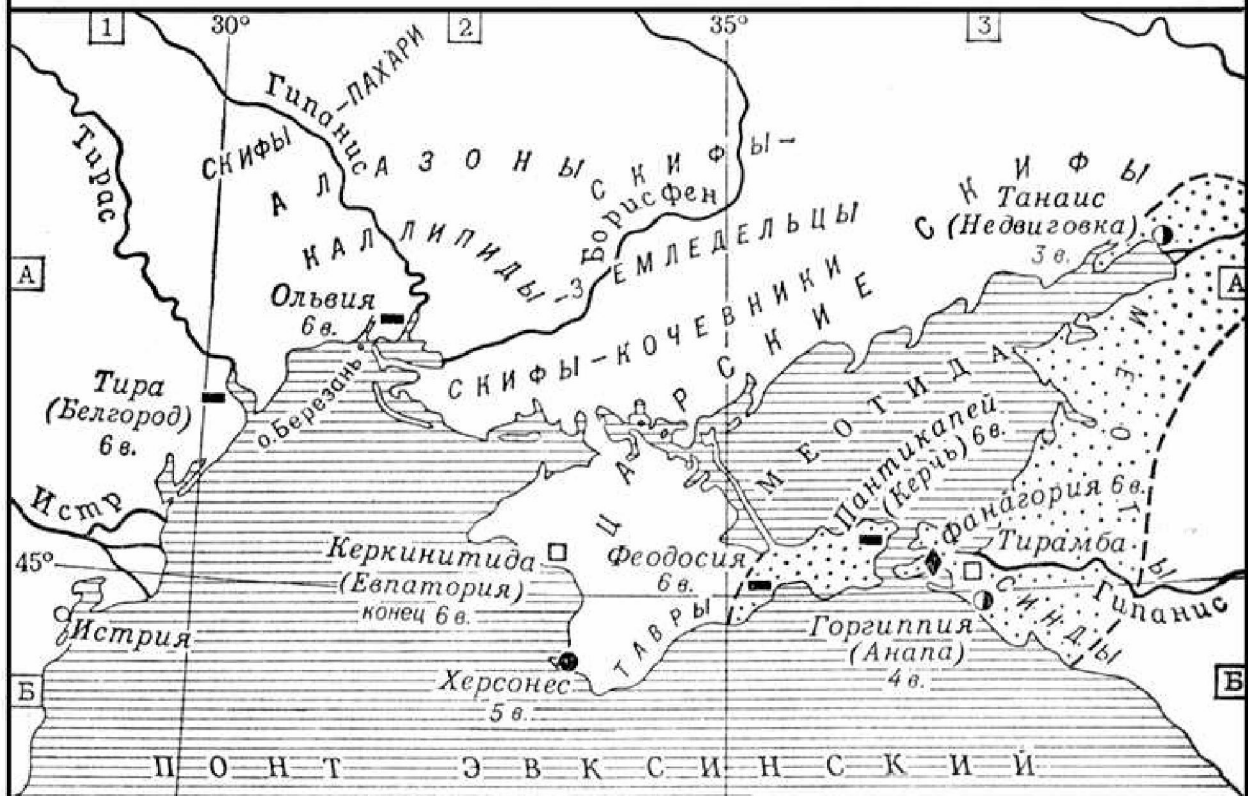 1
30°
2
35°
3
СКИФЫ-ПАХАРИ
Гипанис
Тирас
АЛАЗОНЫ
СКИФЫ-
ЗЕМЛЕДЕЛЬЦЫ
Борисфен
СКИФЫ
Танаис
(Недвиговка)
3 в.
КАЛЛИПИДЫ
А
А
Ольвия
6 в.
о.Березань
СКИФЫ-КОЧЕВНИКИ
ЦАРСКИЕ
Тира
(Белгород)
6 в.
МЕОТИДА
МЕОТЫ
Истр
Пантикапей
(Керчь) 6 в.
Фанагория 6 в.
Тирамба
Керкинитида
(Евпатория)
конец 6 в.
Феодосия
6 в.
45°
Гипанис
СИНДЫ
Истрия
ТАВРЫ
Горгиппия
(Анапа)
4 в.
Херсонес
5 в.
Б
Б
ПОНТ ЭВКСИНСКИЙ